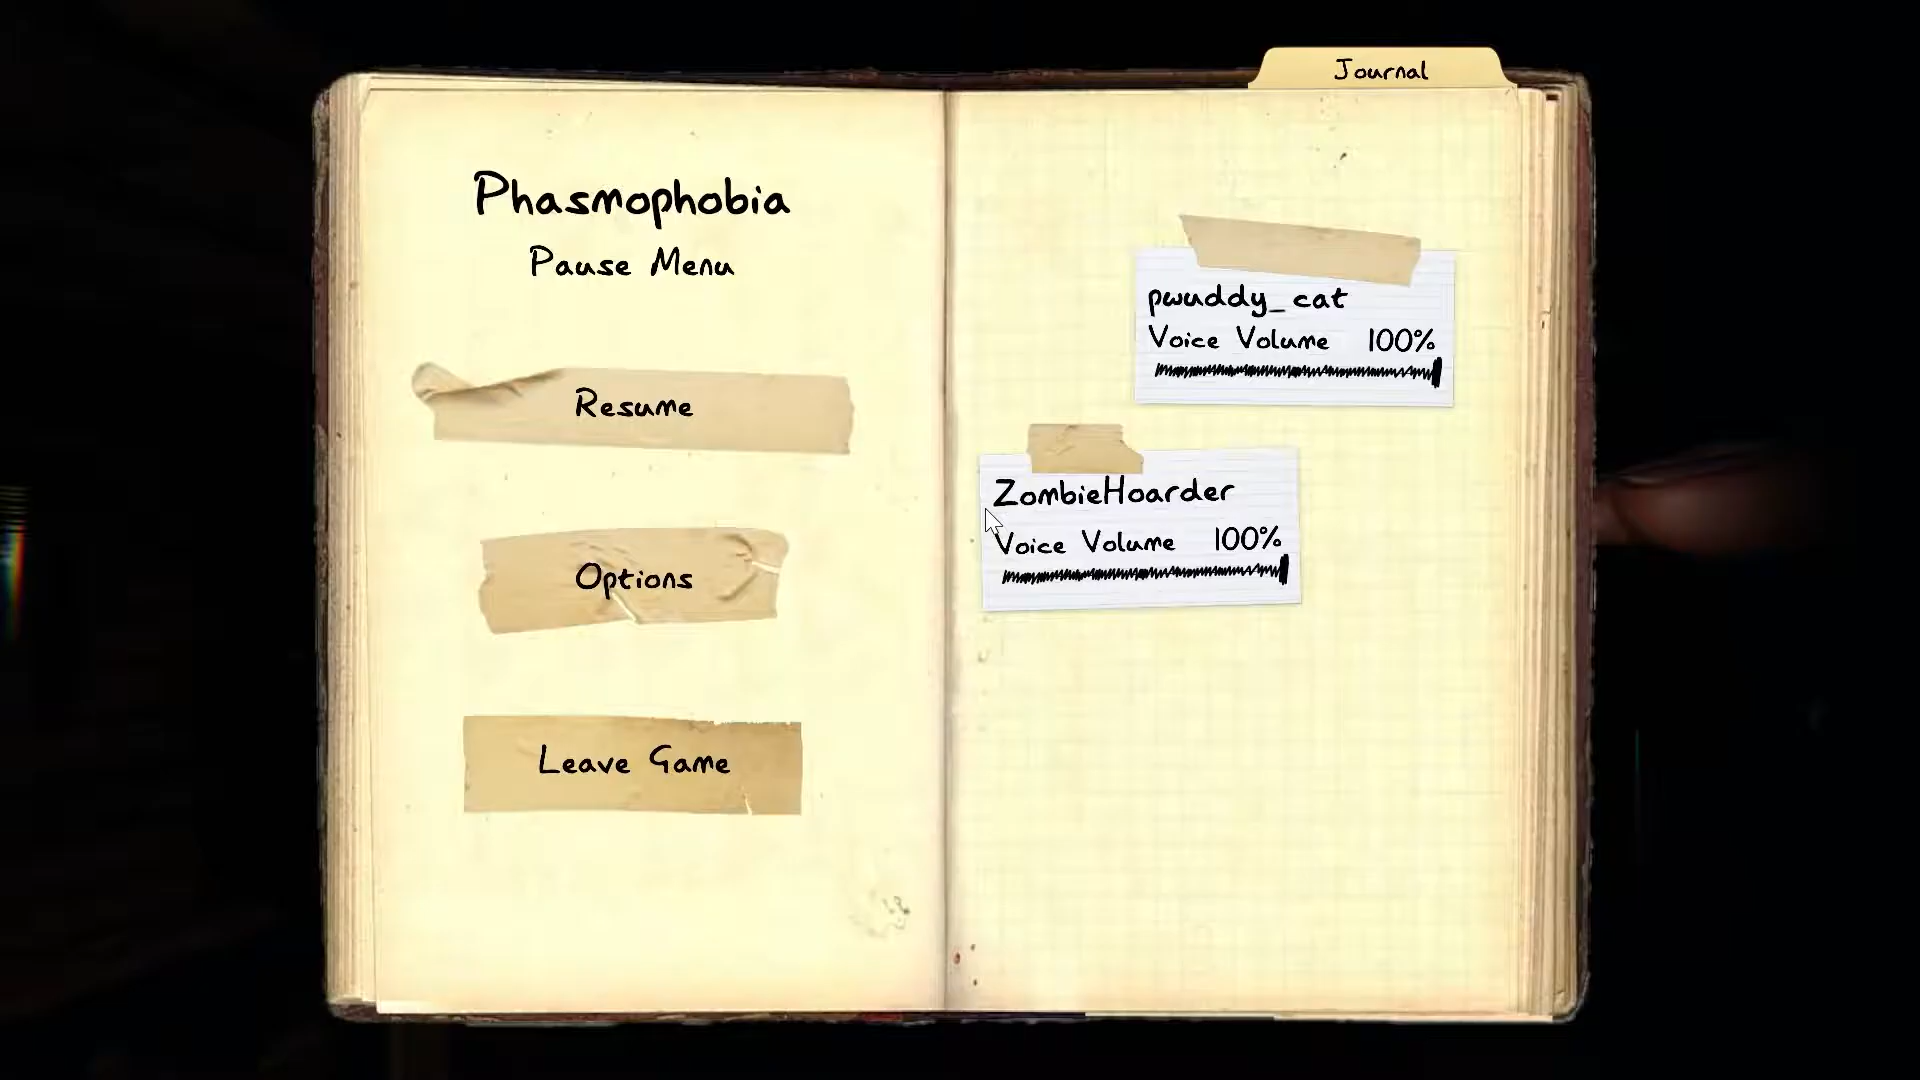 Journal
Phasmophobia
Pause Menu
Resume
Options
Leave Game
pwuddy_cat
Voice Volume 100%
ZombieHoarder
Voice Volume 100%